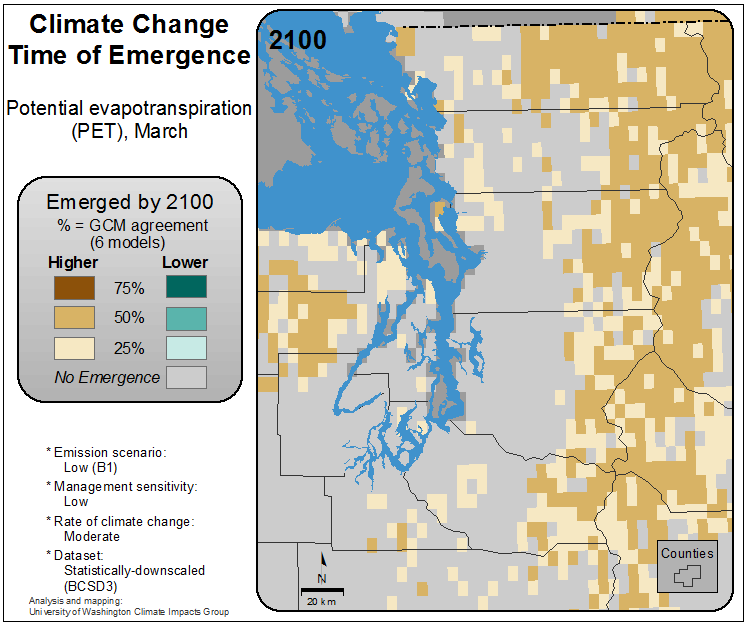 Climate Change
Time of Emergence
Potential evapotranspiration
(PET), March
Emerged by 2100
% = GCM agreement
(6 models)
Higher Lower
75%
50%
25%
No Emergence
* Emission scenario:
Low (B1)
* Management sensitivity:
Low
* Rate of climate change:
Moderate
* Dataset:
Statistically-downscaled
(BCSD3)
Analysis and mapping:
University of Washington Climate Impacts Group
2100
N
20 km
Counties